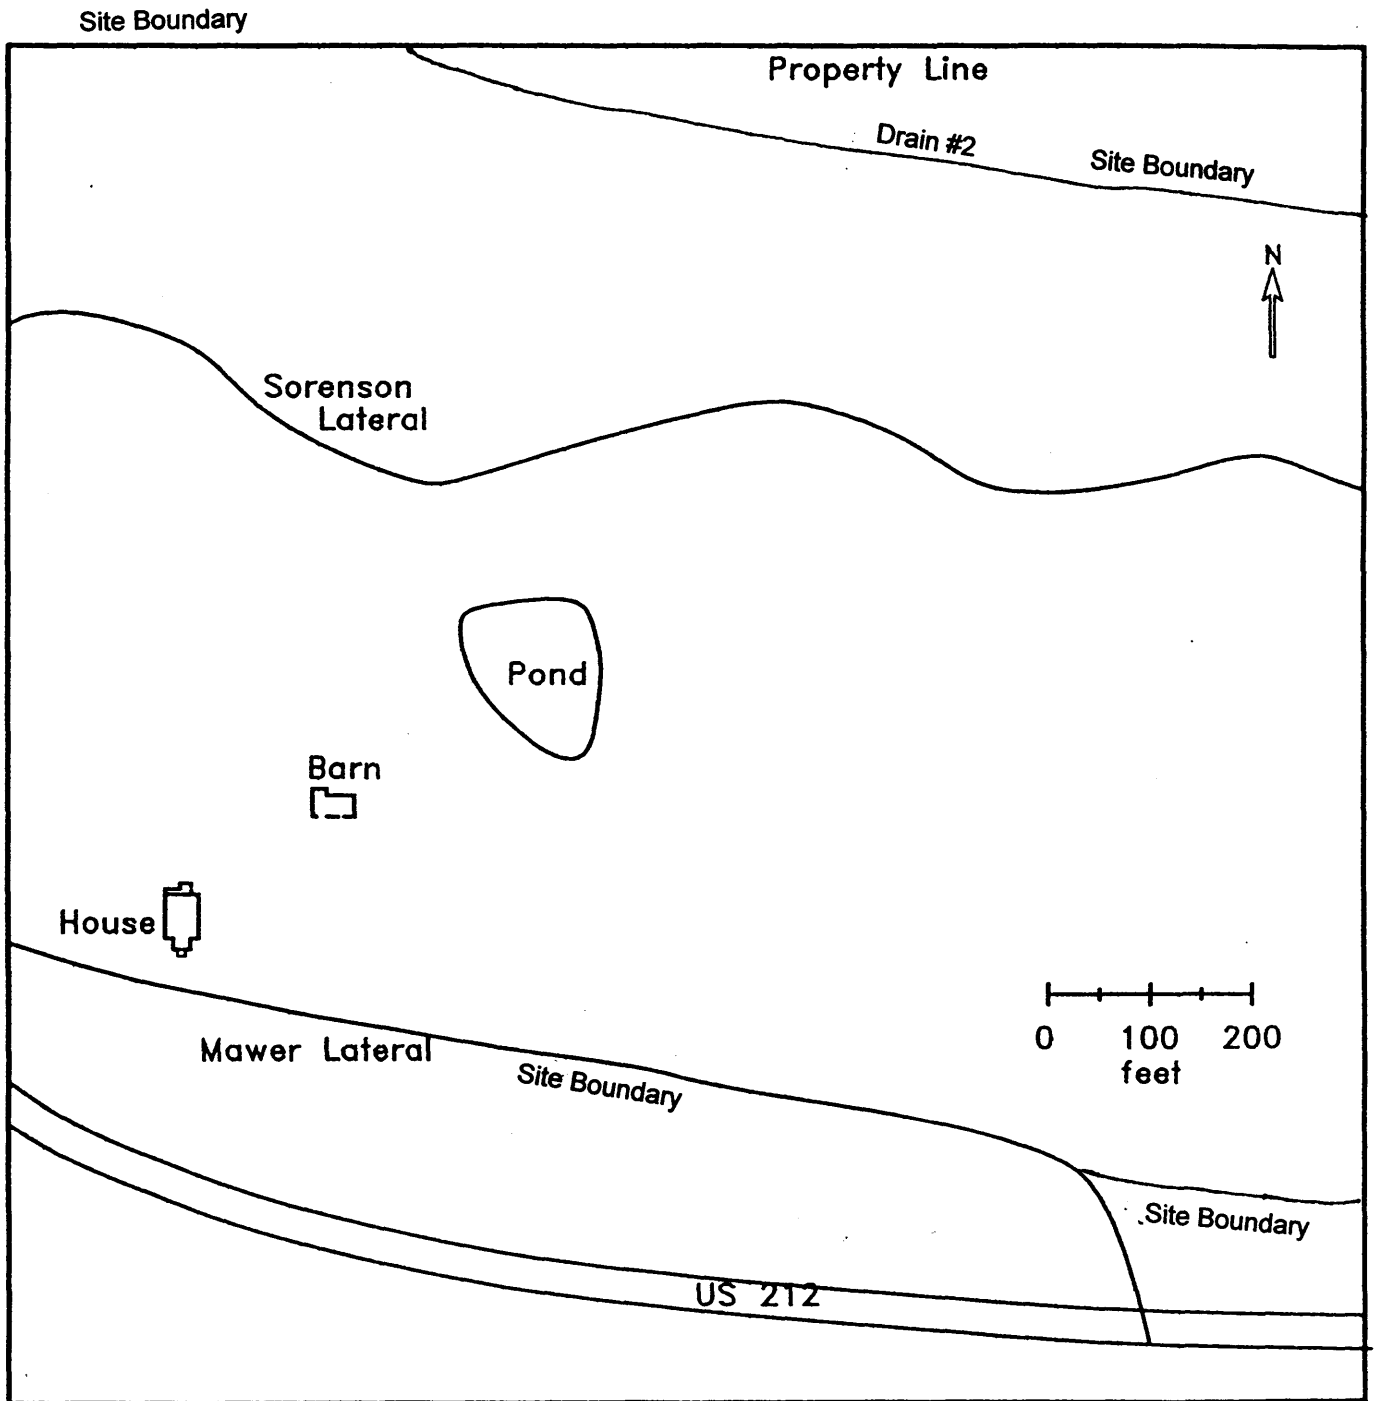 Site Boundary
Property Line
Drain #2
Site Boundary
N
Sorenson
Lateral
Pond
Barn
House
0 100 200
feet
Mawer Lateral
Site Boundary
Site Boundary
US 212